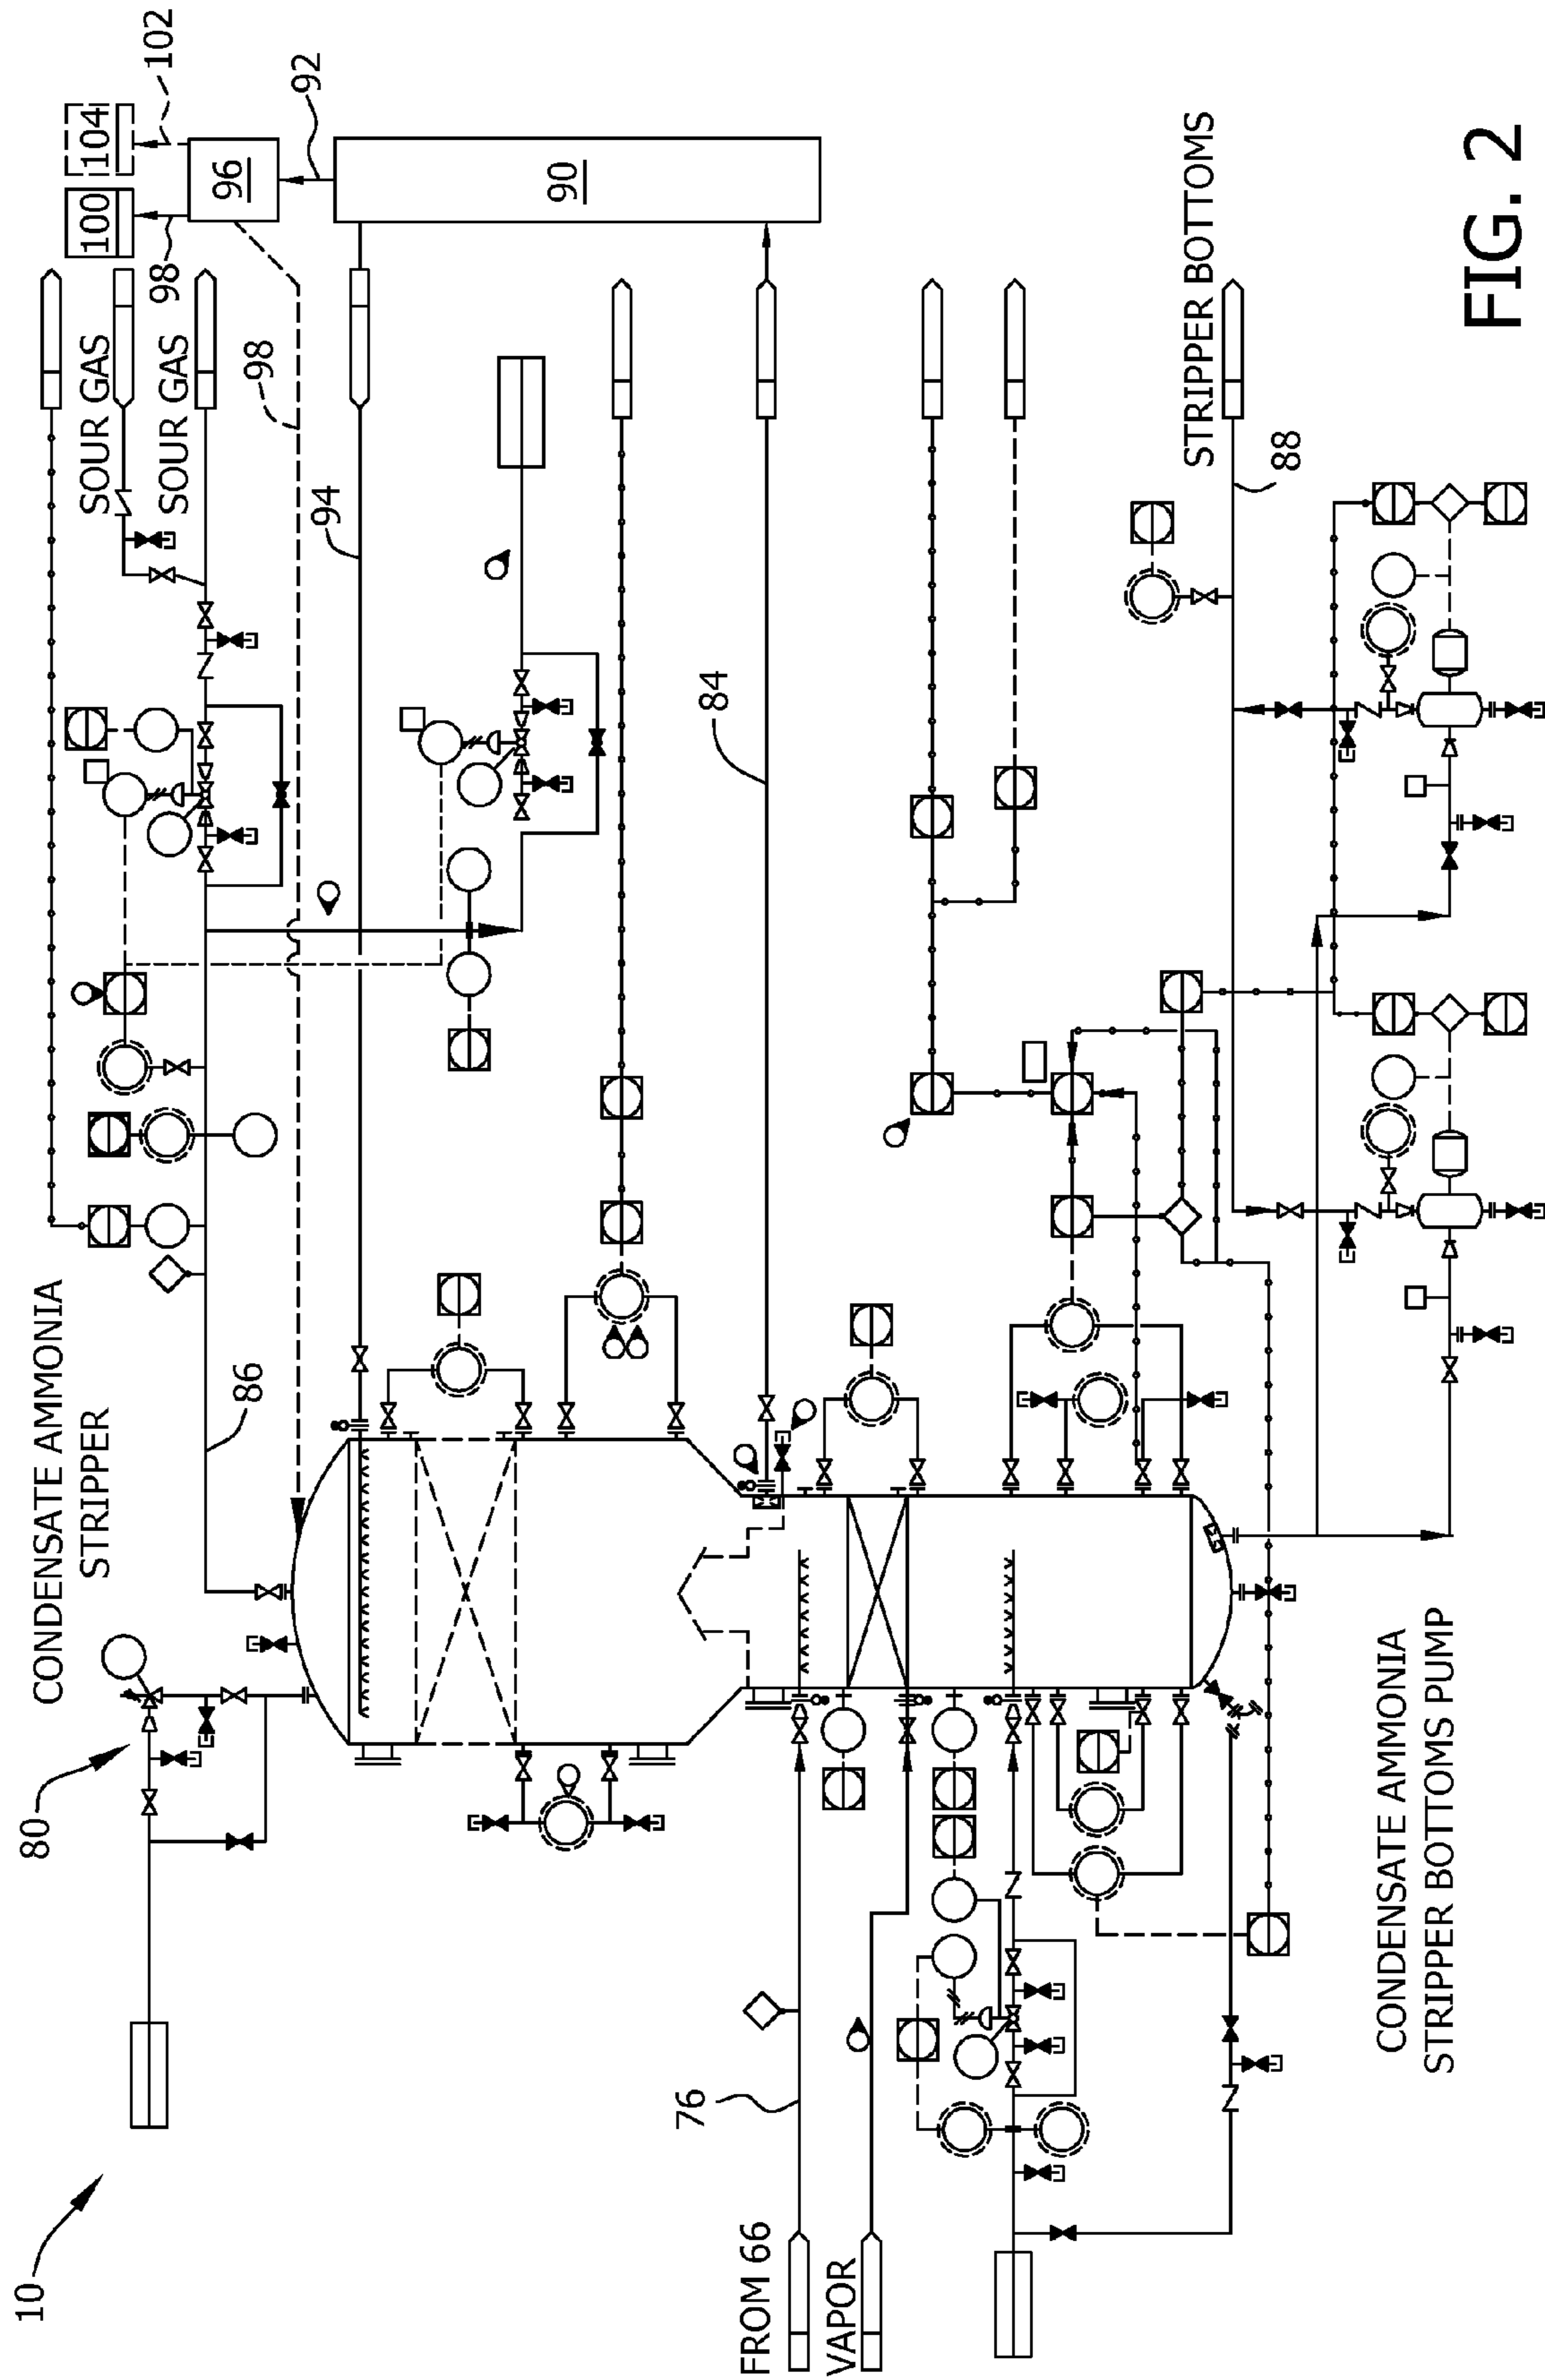 10
80
CONDENSATE AMMONIA
STRIPPER
86
SOUR GAS
SOUR GAS
98
100
104
102
96
92
98
94
90
84
FROM 66
76
VAPOR
STRIPPER BOTTOMS
88
CONDENSATE AMMONIA
STRIPPER BOTTOMS PUMP
FIG. 2